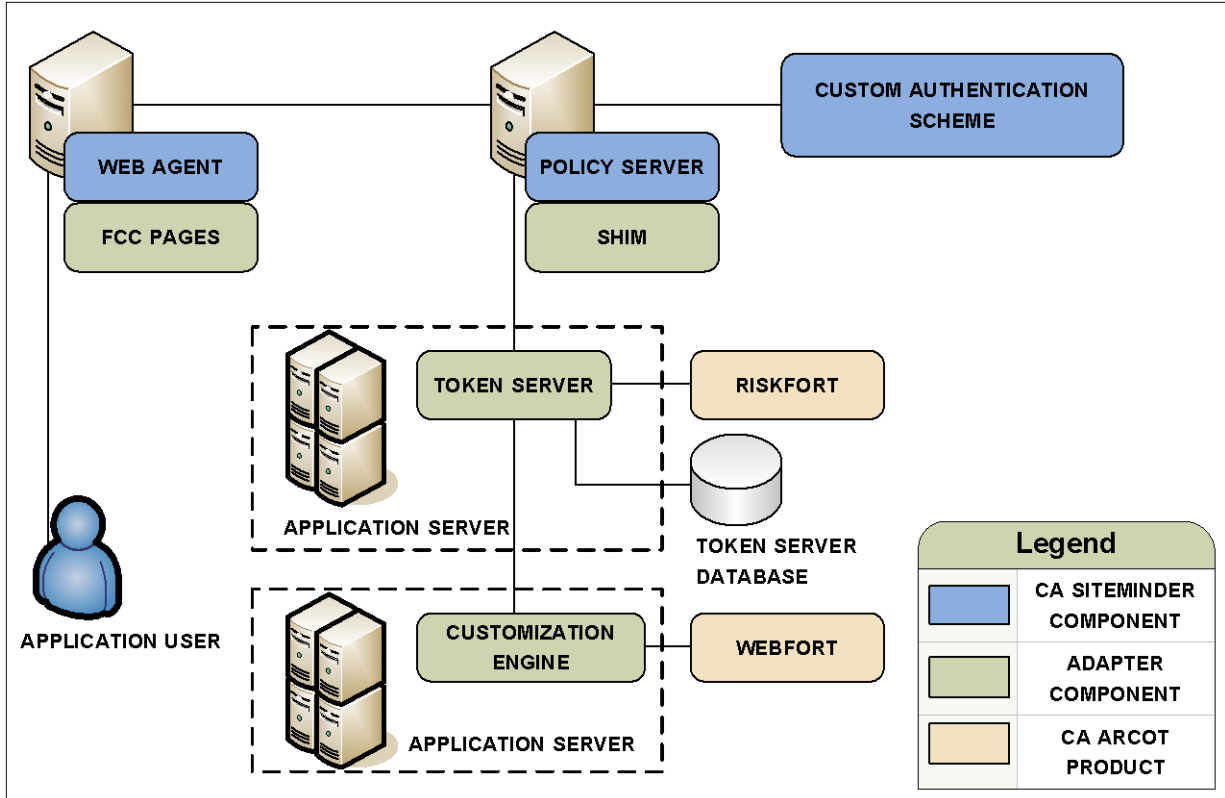 CUSTOM AUTHENTICATION
SCHEME
WEB AGENT
POLICY SERVER
FCC PAGES
SHIM
TOKEN SERVER
RISKFORT
APPLICATION SERVER
TOKEN SERVER
DATABASE
CUSTOMIZATION
ENGINE
WEBFORT
APPLICATION USER
APPLICATION SERVER
Legend
CA SITEMINDER
COMPONENT
ADAPTER
COMPONENT
CA ARCOT
PRODUCT